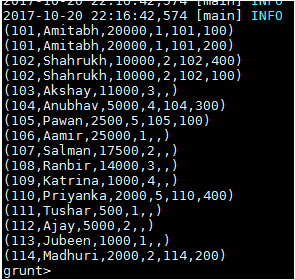 2017-10-20 22:16:42,574 [main] INFO
2017-10-20 22:16:42,574 [main] INFO
(101,Amitabh,20000,1,101,100)
(101,Amitabh,20000,1,101,200)
(102,Shahrukh,10000,2,102,400)
(102,Shahrukh,10000,2,102,100)
(103,Akshay,11000,3,,)
(104,Anubhav,5000,4,104,300)
(105,Pawan,2500,5,105,100)
(106,Aamir,25000,1,,)
(107,Salman,17500,2,,)
(108,Ranbir,14000,3,,)
(109,Katrina,1000,4,,)
(110,Priyanka,2000,5,110,400)
(111,Tushar,500,1,,)
(112,Ajay,5000,2,,)
(113,Jubeen,1000,1,,)
(114,Madhuri,2000,2,114,200)
grunt>